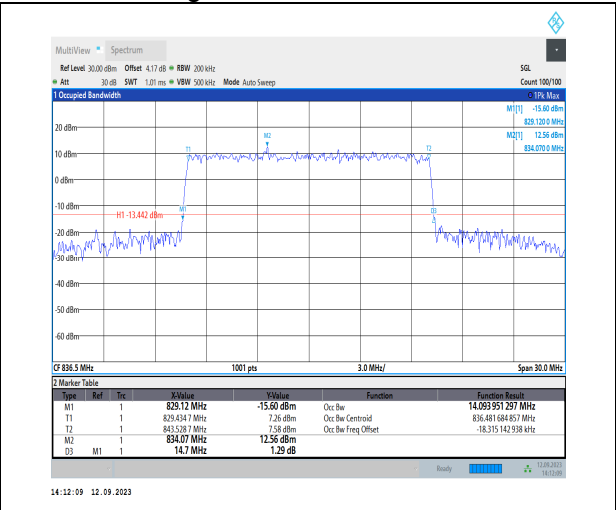 MultiView * Spectrum
Ref Level 30.00 dBm Offset 4.17 dB RBW 200 kHz SGL
Att 30 dB SWT 1.01 ms VBW 500 kHz Mode Auto Sweep Count 100/100
1 Occupied Bandwidth 1Pk Max
M1[1] -15.60 dBm
829.120 0 MHz
M2[1] 12.56 dBm
834.070 0 MHz
20 dBm
M2
T1
T2
10 dBm
0 dBm
-10 dBm
M1
D3
H1 -13.442 dBm
-20 dBm
-30 dBm
-40 dBm
-50 dBm
-60 dBm
CF 836.5 MHz 1001 pts 3.0 MHz/ Span 30.0 MHz
2 Marker Table
Type Ref Trc X-Value Y-Value Function Function Result
M1 1 829.12 MHz -15.60 dBm Occ Bw 14.093 951 297 MHz
T1 1 829.434 7 MHz 7.26 dBm Occ Bw Centroid 836.481 684 857 MHz
T2 1 843.528 7 MHz 7.58 dBm Occ Bw Freq Offset -18.315 142 938 kHz
M2 1 834.07 MHz 12.56 dBm
D3 M1 1 14.7 MHz 1.29 dB
Ready 12.09.2023
14:12:09
14:12:09 12.09.2023